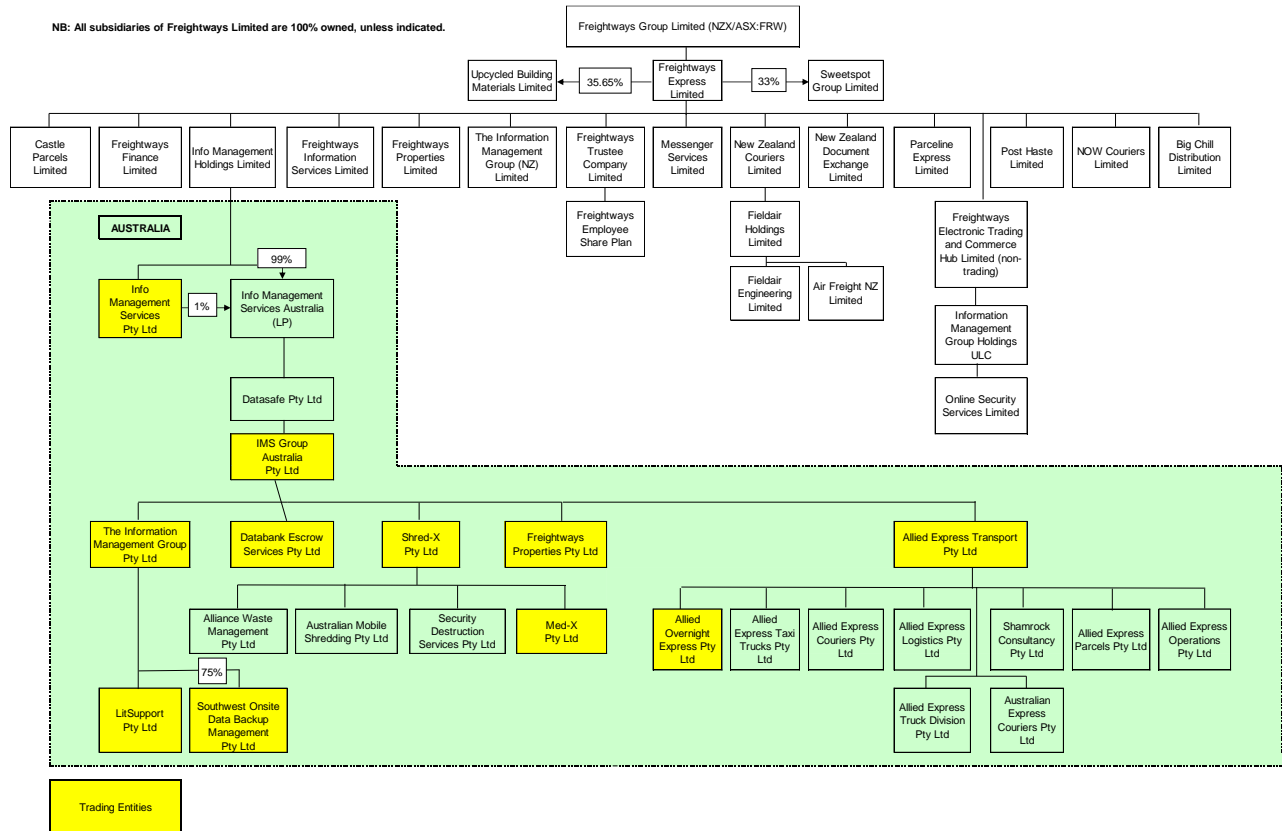 NB: All subsidiaries of Freightways Limited are 100% owned, unless indicated.
Freightways Group Limited (NZX/ASX:FRW)
Upcycled Building
Materials Limited
35.65%
Freightways
Express
Limited
33%
Sweetspot
Group Limited
Castle
Parcels
Limited
Freightways
Finance
Limited
Info Management
Holdings Limited
Freightways
Information
Services Limited
Freightways
Properties
Limited
The Information
Management
Group (NZ)
Limited
Freightways
Trustee
Company
Limited
Messenger
Services
Limited
New Zealand
Couriers
Limited
New Zealand
Document
Exchange
Limited
Parceline
Express
Limited
Post Haste
Limited
NOW Couriers
Limited
Big Chill
Distribution
Limited
Freightways
Employee
Share Plan
Fieldair
Holdings
Limited
Fieldair
Engineering
Limited
Air Freight NZ
Limited
Freightways
Electronic Trading
and Commerce
Hub Limited (non-
trading)
Information
Management
Group Holdings
ULC
Online Security
Services Limited
AUSTRALIA
99%
Info
Management
Services
Pty Ltd
1%
Info Management
Services Australia
(LP)
Datasafe Pty Ltd
IMS Group
Australia
Pty Ltd
The Information
Management Group
Pty Ltd
Databank Escrow
Services Pty Ltd
Shred-X
Pty Ltd
Freightways
Properties Pty Ltd
Allied Express Transport
Pty Ltd
Alliance Waste
Management
Pty Ltd
Australian Mobile
Shredding Pty Ltd
Security
Destruction
Services Pty Ltd
Med-X
Pty Ltd
Allied
Overnight
Express Pty
Ltd
Allied
Express Taxi
Trucks Pty
Ltd
Allied Express
Couriers Pty
Ltd
Allied Express
Logistics Pty
Ltd
Shamrock
Consultancy
Pty Ltd
Allied Express
Parcels Pty Ltd
Allied Express
Operations Pty
Ltd
75%
LitSupport
Pty Ltd
Southwest Onsite
Data Backup
Management
Pty Ltd
Allied Express
Truck Division
Pty Ltd
Australian
Express
Couriers Pty
Ltd
Trading Entities